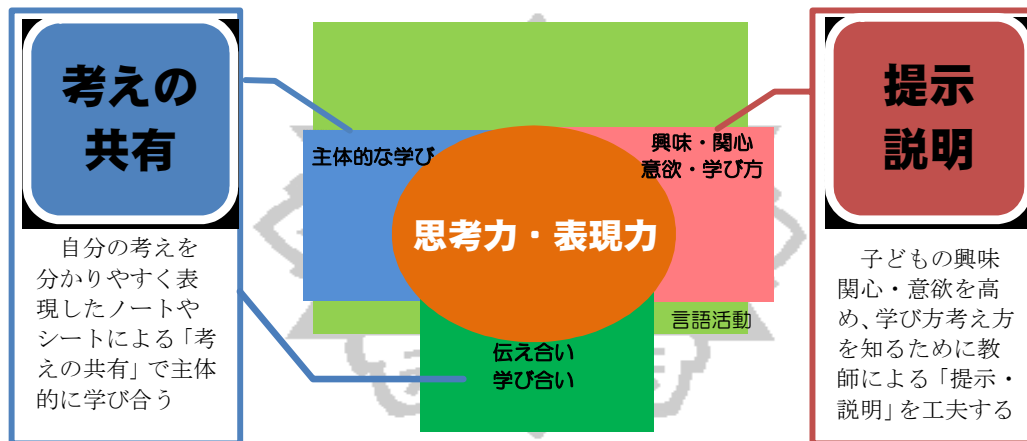 考えの
共有
自分の考えを
分かりやすく表
現したノートや
シートによる「考
えの共有」で主体
的に学び合う
主体的な学び
興味・関心
意欲・学び方
思考力・表現力
言語活動
伝え合い
学び合い
提示
説明
子どもの興味
関心・意欲を高
め、学び方考え方
を知るために教
師による「提示・
説明」を工夫する